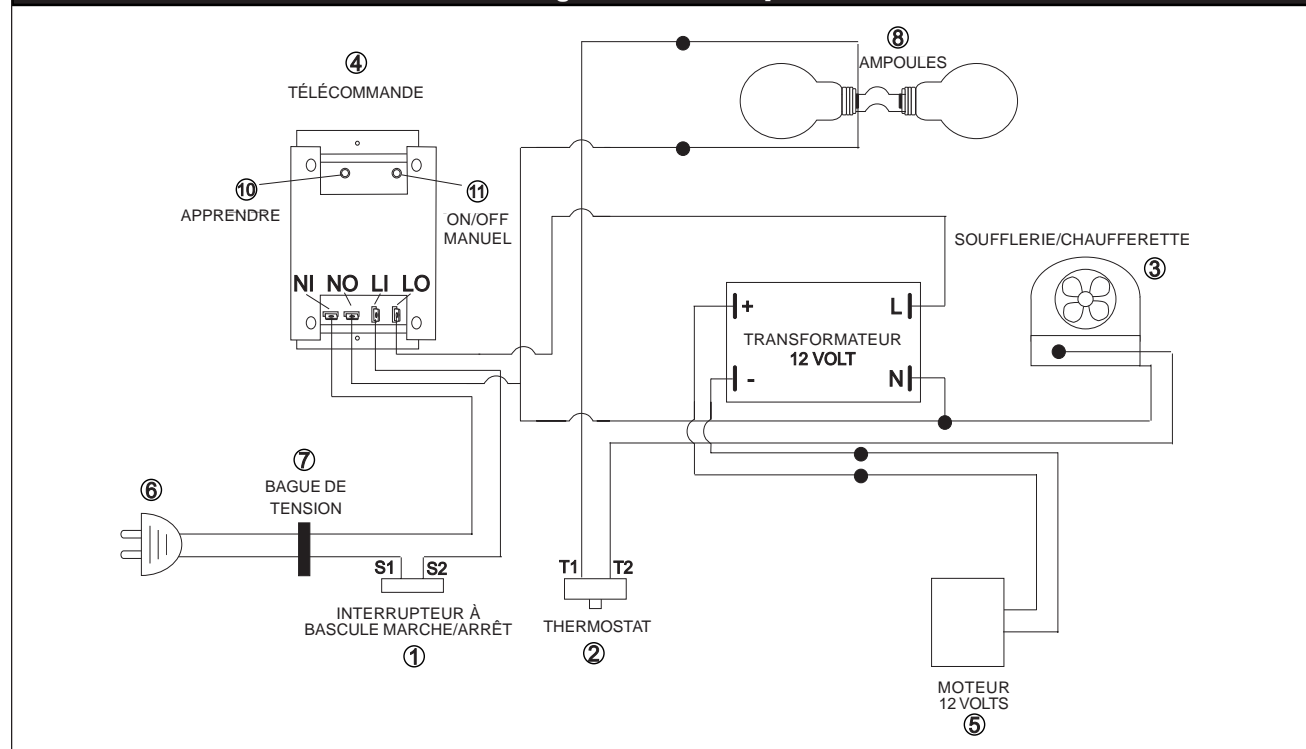 ⑧
AMPOULES
④
TÉLÉCOMMANDE
⑩
APPRENDRE
⑪
ON/OFF
MANUEL
NI NO LI LO
SOUFFLERIE/CHAUFFERETTE
③
+ L
TRANSFORMATEUR
12 VOLT
- N
⑦
BAGUE DE
TENSION
⑥
S1 S2
INTERRUPTEUR À
BASCULE MARCHE/ARRÊT
①
T1 T2
THERMOSTAT
②
MOTEUR
12 VOLTS
⑤